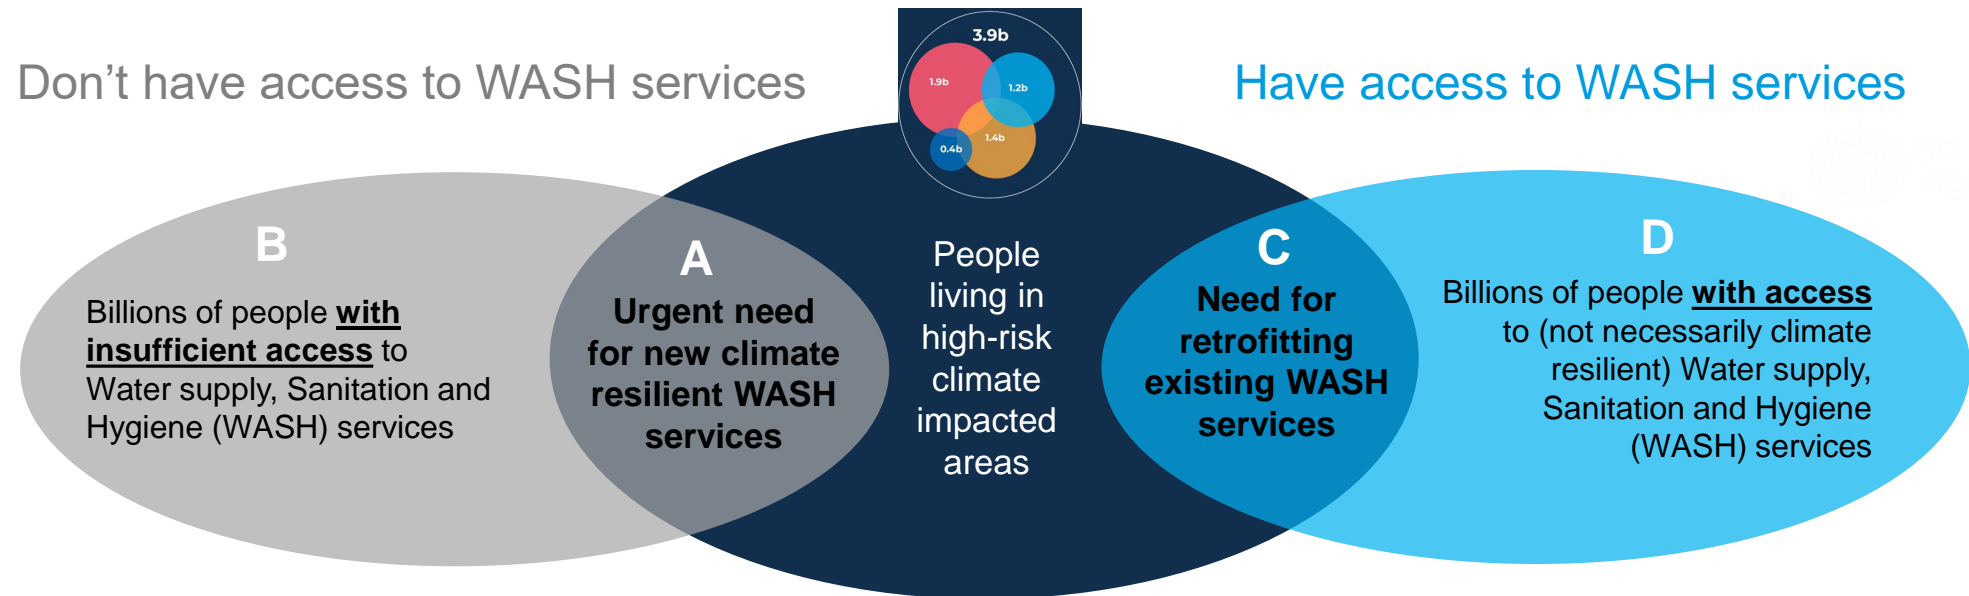 Don't have access to WASH services
3.9b
1.9b
1.2b
1.4b
0.4b
Have access to WASH services
B
Billions of people with
insufficient access to
Water supply, Sanitation and
Hygiene (WASH) services
A
Urgent need
for new climate
resilient WASH
services
People
living in
high-risk
climate
impacted
areas
C
Need for
retrofitting
existing WASH
services
D
Billions of people with access
to (not necessarily climate
resilient) Water supply,
Sanitation and Hygiene
(WASH) services